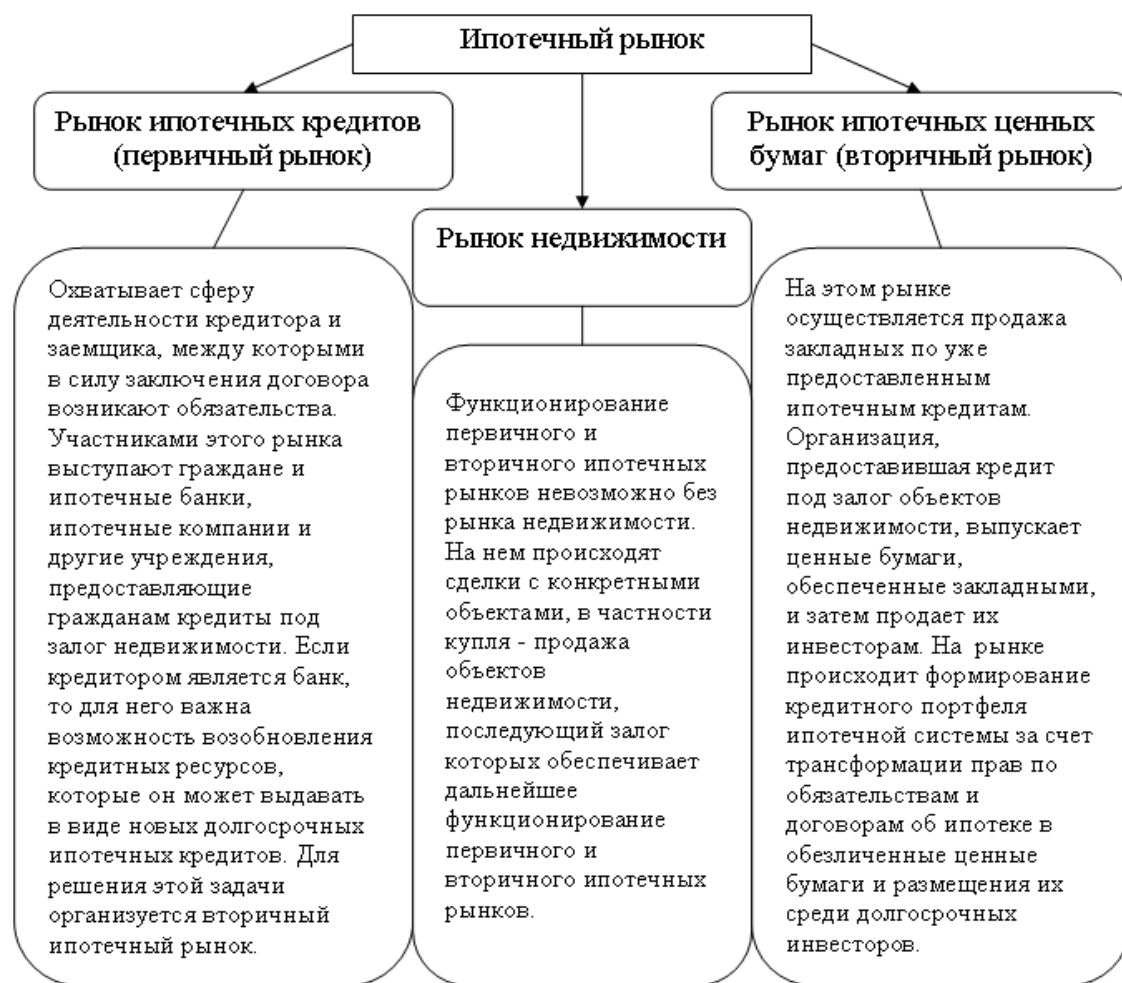 Ипотечный рынок
Рынок ипотечных кредитов
(первичный рынок)
Рынок ипотечных ценных
бумаг (вторичный рынок)
Рынок недвижимости
Охватывает сферу
деятельности кредитора и
заемщика, между которыми
в силу заключения договора
возникают обязательства.
Участниками этого рынка
выступают граждане и
ипотечные банки,
ипотечные компании и
другие учреждения,
предоставляющие
гражданам кредиты под
залог недвижимости. Если
кредитором является банк,
то для него важна
возможность возобновления
кредитных ресурсов,
которые он может выдавать
в виде новых долгосрочных
ипотечных кредитов. Для
решения этой задачи
организуется вторичный
ипотечный рынок.
Функционирование
первичного и
вторичного ипотечных
рынков невозможно без
рынка недвижимости.
На нем происходят
сделки с конкретными
объектами, в частности
купля - продажа
объектов
недвижимости,
последующий залог
которых обеспечивает
дальнейшее
функционирование
первичного и
вторичного ипотечных
рынков.
На этом рынке
осуществляется продажа
закладных по уже
предоставленным
ипотечным кредитам.
Организация,
предоставившая кредит
под залог объектов
недвижимости, выпускает
ценные бумаги,
обеспеченные закладными,
и затем продает их
инвесторам. На рынке
происходит формирование
кредитного портфеля
ипотечной системы за счет
трансформации прав по
обязательствам и
договорам об ипотеке в
обезличенные ценные
бумаги и размещения их
среди долгосрочных
инвесторов.